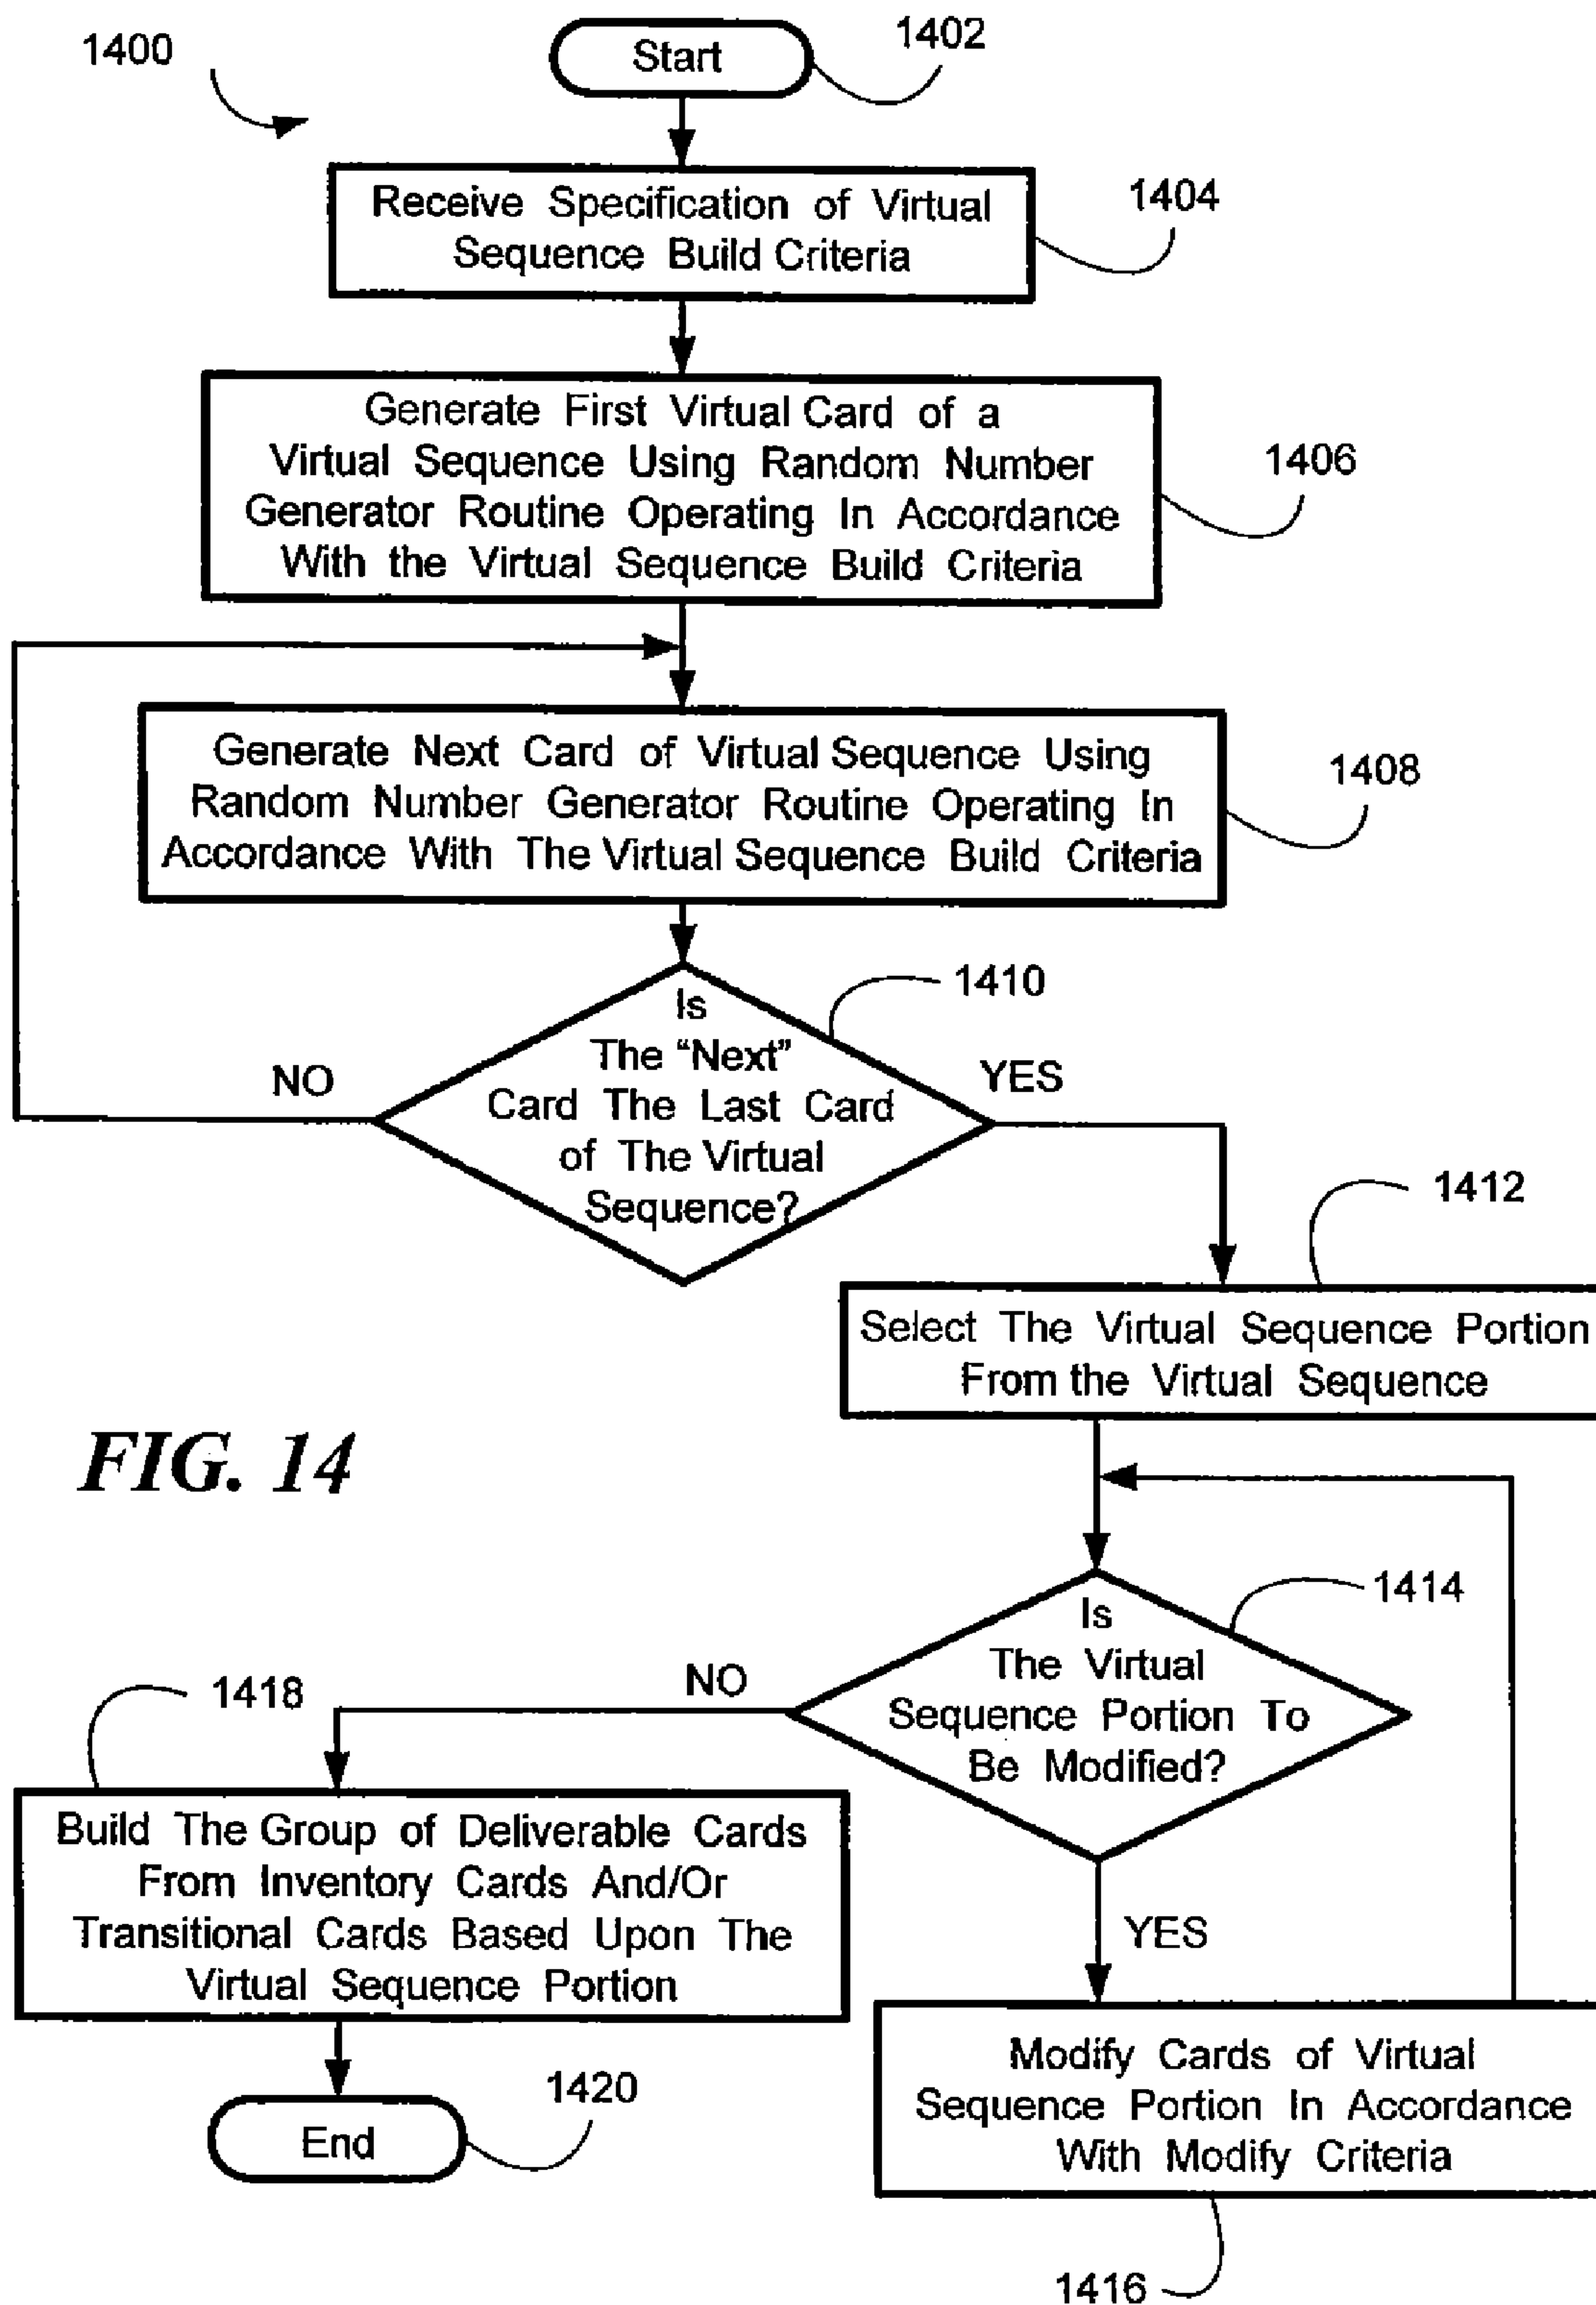 1400
Start
1402
Receive Specification of Virtual
Sequence Build Criteria
1404
Generate First Virtual Card of a
Virtual Sequence Using Random Number
Generator Routine Operating In Accordance
With the Virtual Sequence Build Criteria
1406
Generate Next Card of Virtual Sequence Using
Random Number Generator Routine Operating In
Accordance With The Virtual Sequence Build Criteria
1408
Is
The “Next”
Card The Last Card
of The Virtual
Sequence?
1410
NO
YES
1412
Select The Virtual Sequence Portion
From the Virtual Sequence
FIG. 14
Is
The Virtual
Sequence Portion To
Be Modified?
1414
NO
YES
1418
Build The Group of Deliverable Cards
From Inventory Cards And/Or
Transitional Cards Based Upon The
Virtual Sequence Portion
Modify Cards of Virtual
Sequence Portion In Accordance
With Modify Criteria
1416
End
1420